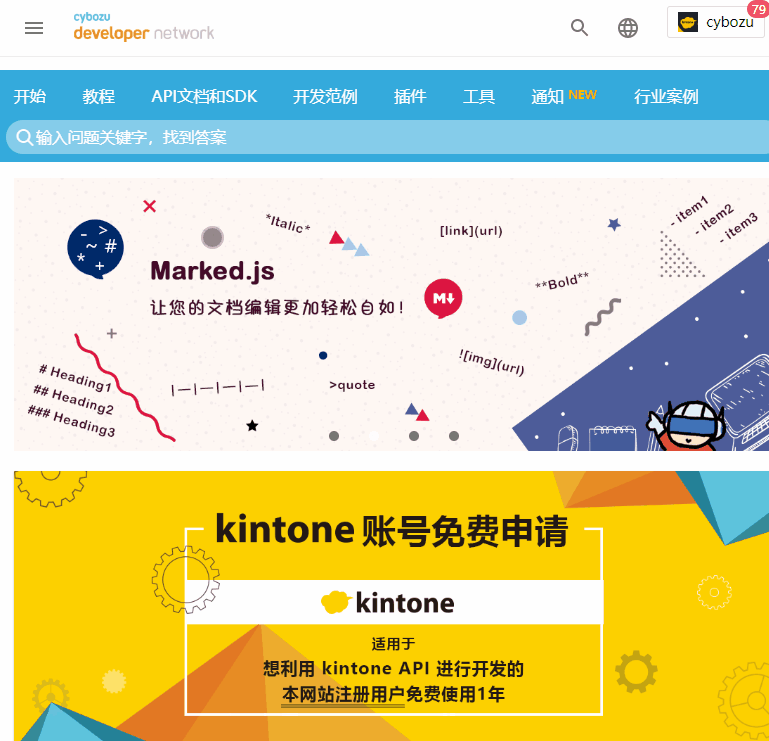 cybozu
developer network
79
cybozu
开始 教程 API文档和SDK 开发范例 插件 工具 通知 NEW 行业案例
输入问题关键字，找到答案
- item1
- item2
- item3
*Italic*
[link](url)
- >
~ #
* +
Marked.js
**Bold**
M
让您的文档编辑更加轻松自如！
![img](url)
# Heading1
## Heading2
### Heading3
|—|—|—|—|
>quote
kintone 账号免费申请
kintone
适用于
想利用 kintone API 进行开发的
本网站注册用户免费使用1年